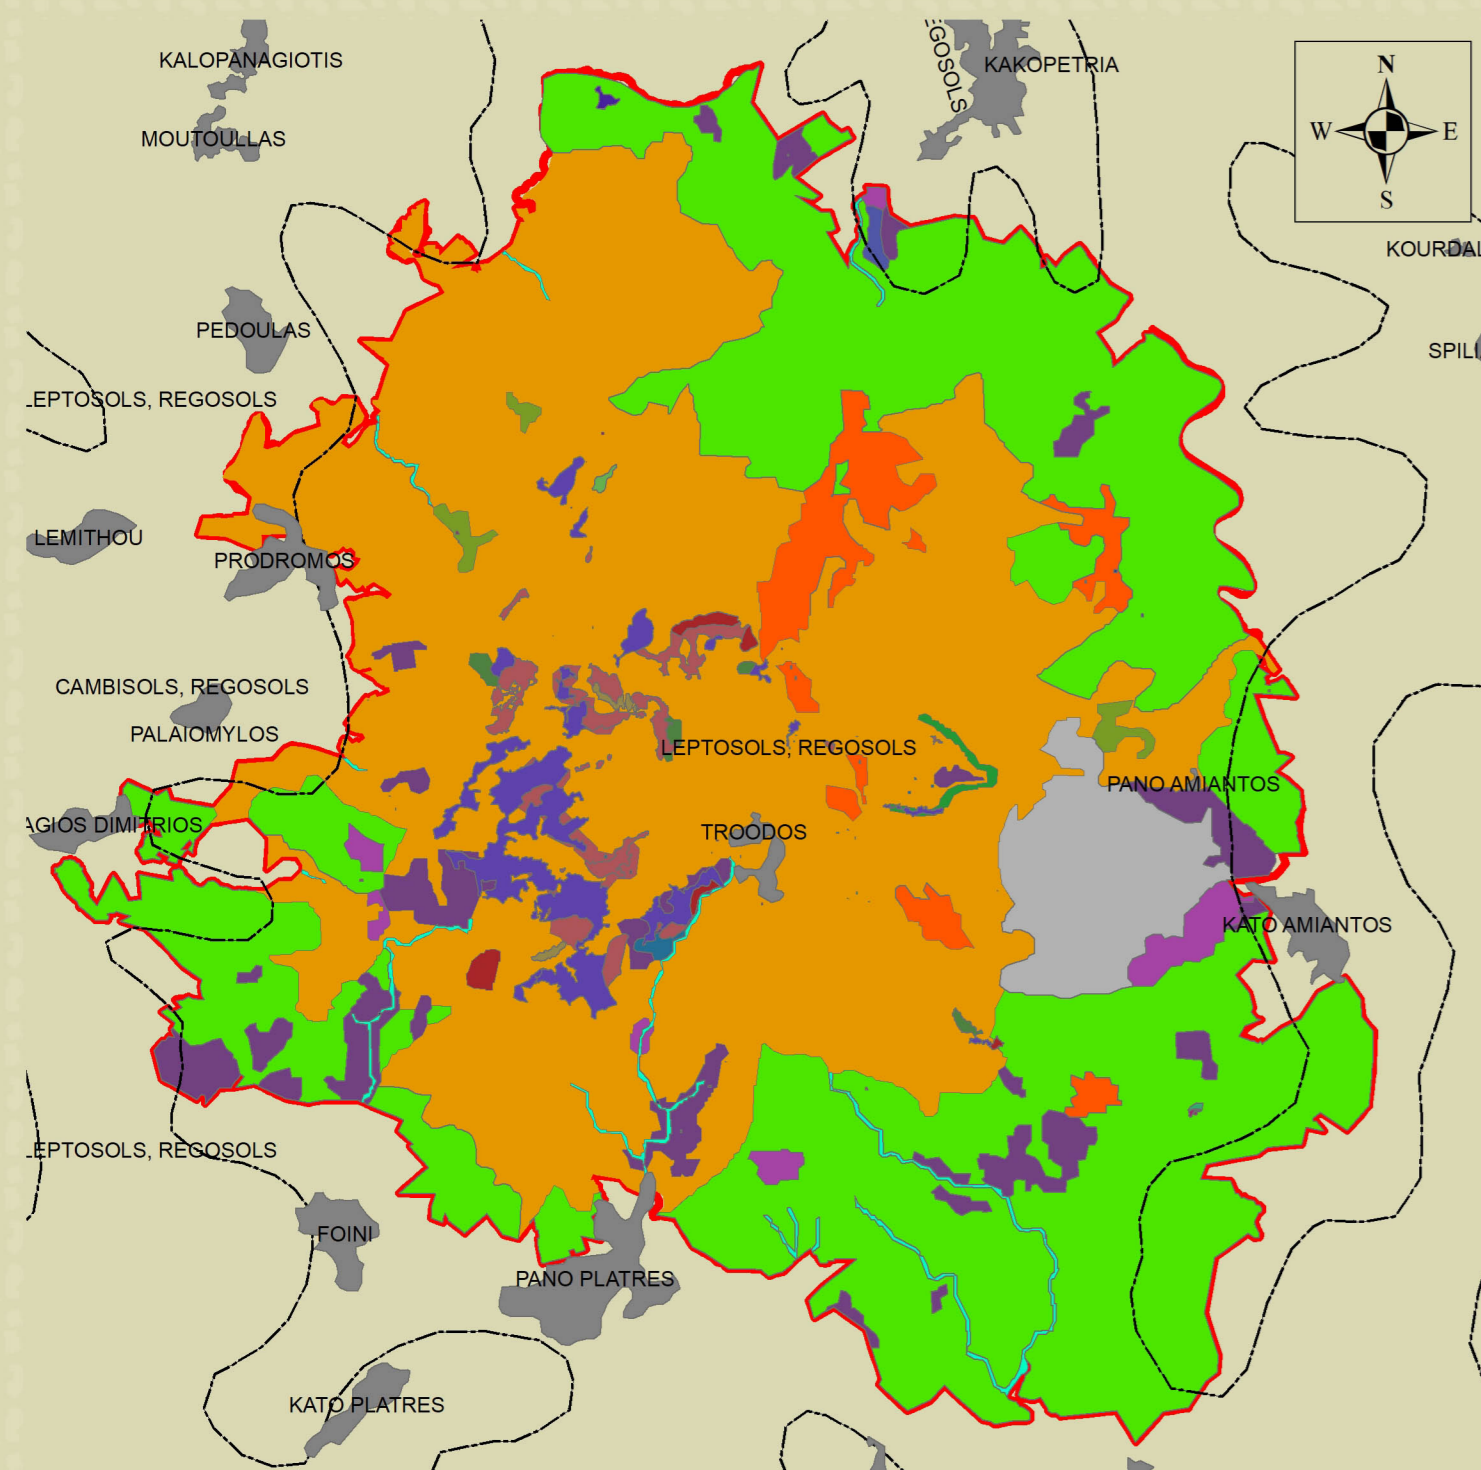 KALOPANAGIOTIS
EGOSOLS
KAKOPETRIA
N
MOUTOULLAS
W
E
S
KOURDAL
PEDOULAS
SPILI
LEPTOSOLS, REGOSOLS
LEMITHOU
PRODROMOS
CAMBISOLS, REGOSOLS
PALAIOMYLOS
LEPTOSOLS, REGOSOLS
PANO AMIANTOS
AGIOS DIMITRIOS
TROODOS
KATO AMIANTOS
LEPTOSOLS, REGOSOLS
FOINI
PANO PLATRES
KATO PLATRES